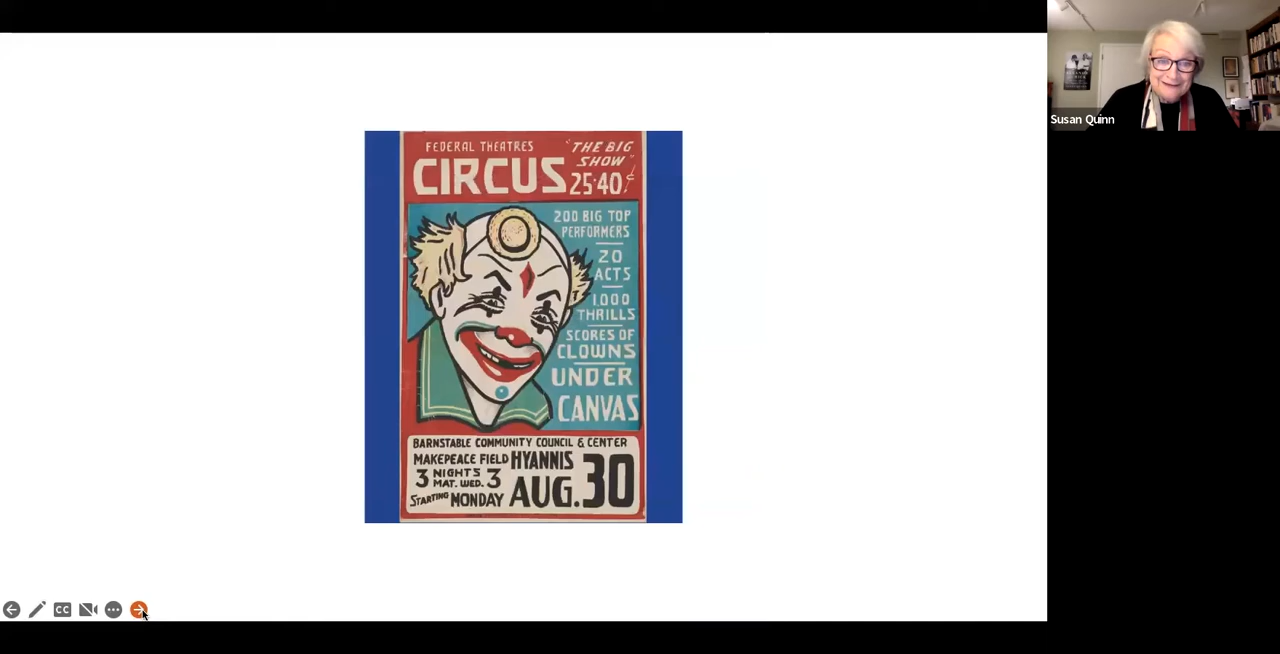 FEDERAL THEATRES
CIRCUS
"THE BIG
SHOW"
25·40¢
200 BIG TOP
PERFORMERS
20
ACTS
1,000
THRILLS
SCORES OF
CLOWNS
UNDER
CANVAS
BARNSTABLE COMMUNITY COUNCIL & CENTER
MAKEPEACE FIELD HYANNIS
3 NIGHTS 3
MAT. WED.
STARTING MONDAY AUG. 30
CC
Susan Quinn